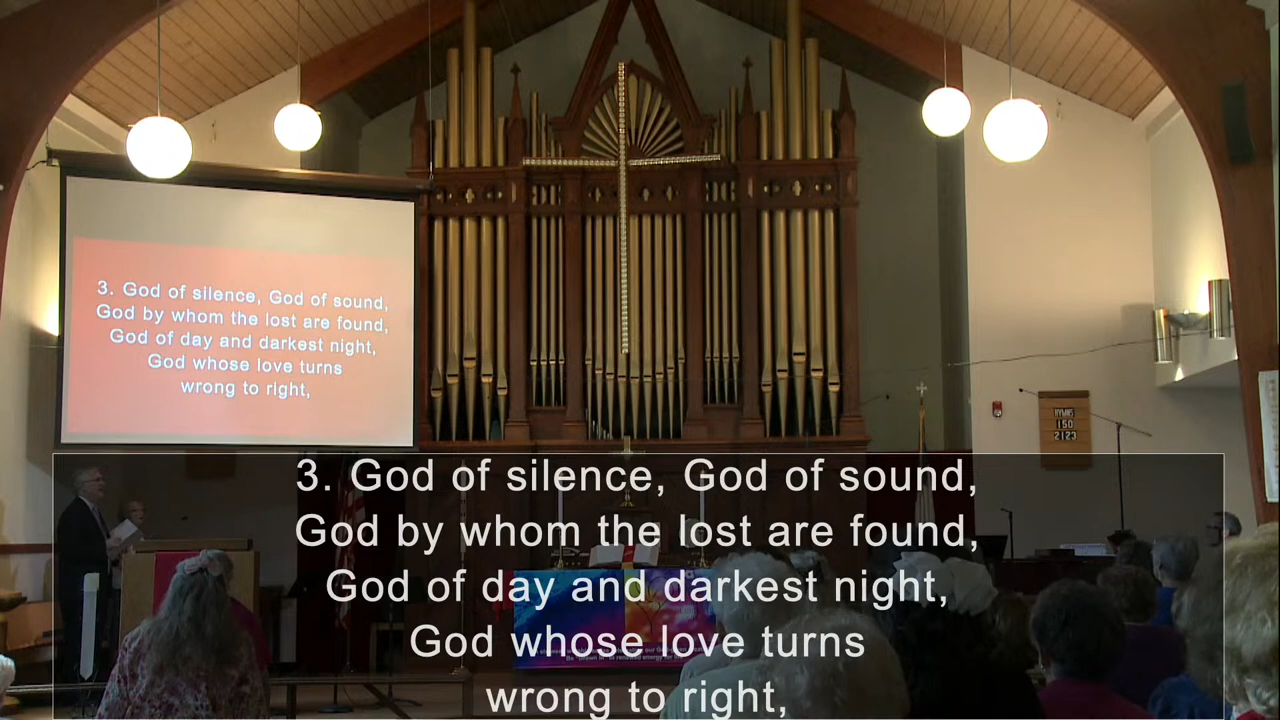 3. God of silence, God of sound,
God by whom the lost are found,
God of day and darkest night,
God whose love turns
wrong to right,
HYMNS
150
2123
3. God of silence, God of sound,
God by whom the lost are found,
God of day and darkest night,
God whose love turns
wrong to right,